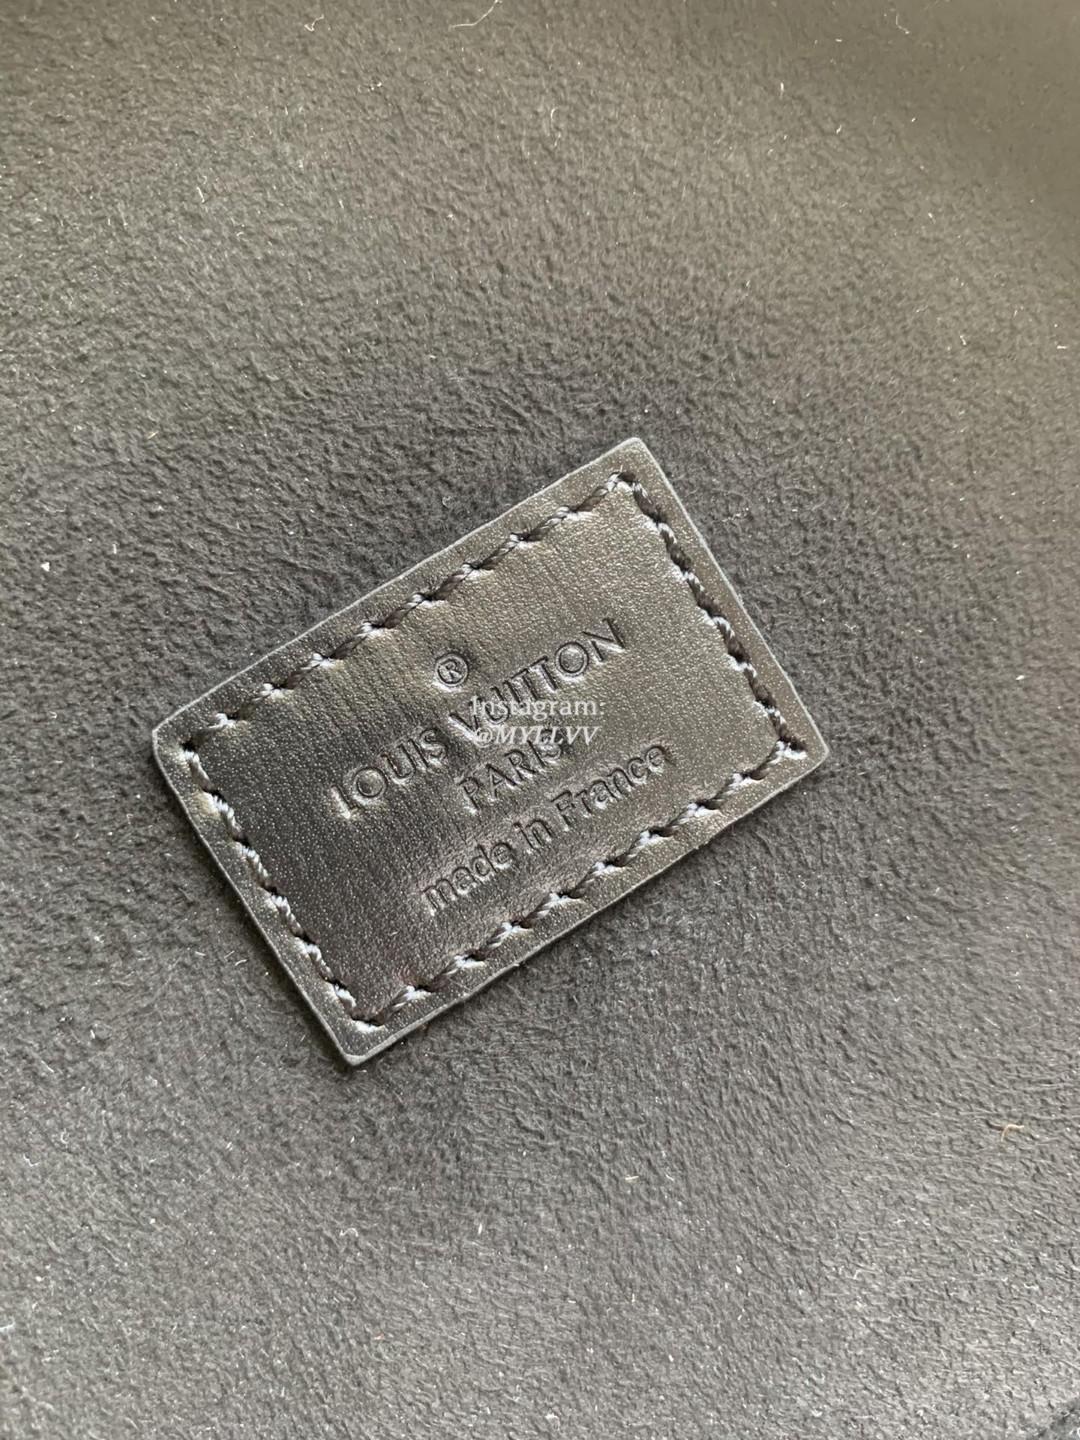 ®
LOUIS VUITTON
PARIS
made in France
Instagram:
@MYLLVV